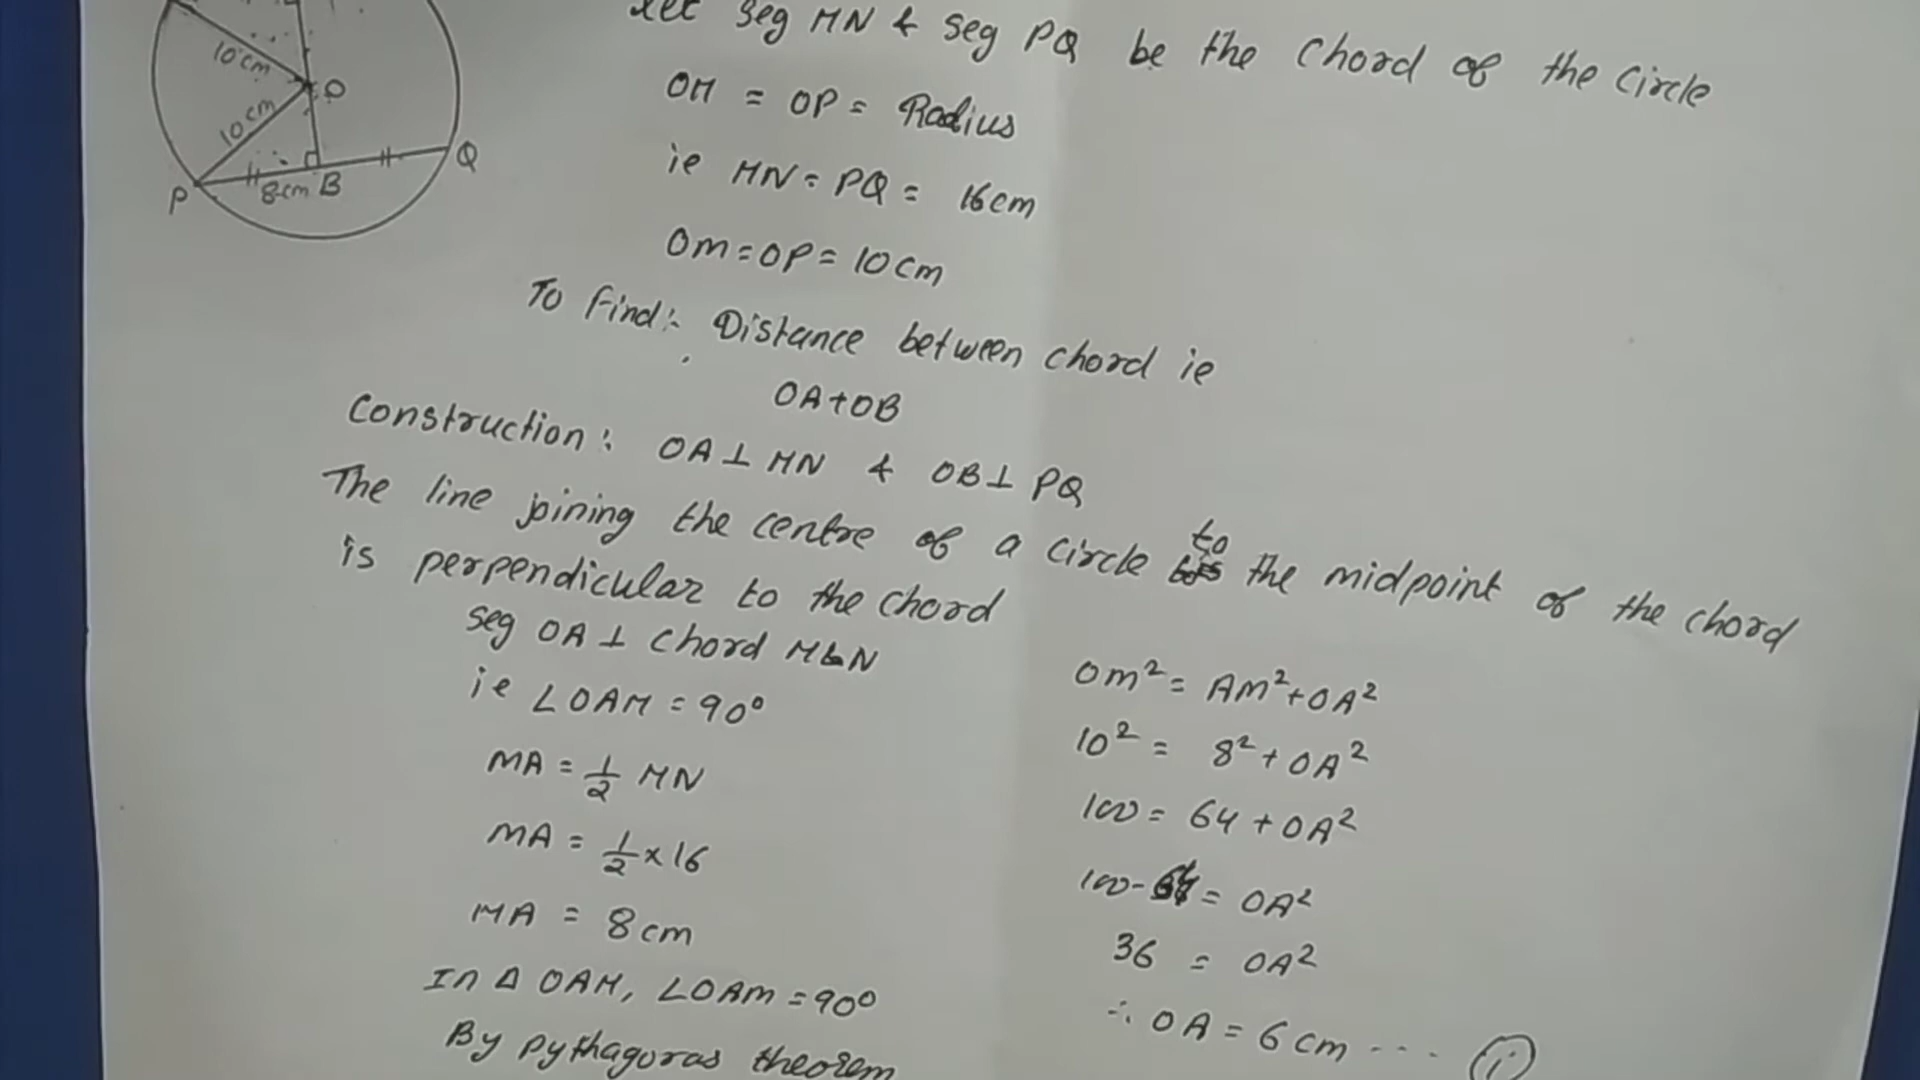 let seg MN & seg PQ be the Chord of the Circle
10cm
O
10cm
Q
8cm B
P
OM = OP = Radius
ie MN = PQ = 16cm
OM = OP = 10cm
To find:- Distance between chord ie
OA+OB
Construction: OA⊥ MN & OB⊥ PQ
The line joining the centre of a circle to the midpoint of the chord
is perpendicular to the chord
seg OA ⊥ Chord MN
ie ∠OAM = 90°
MA = 1/2 MN
MA = 1/2 × 16
MA = 8cm
In Δ OAM, ∠OAM = 90°
By pythagoras theorem
OM² = AM² + OA²
10² = 8² + OA²
100 = 64 + OA²
100-64 = OA²
36 = OA²
∴ OA = 6 cm ---- (i)